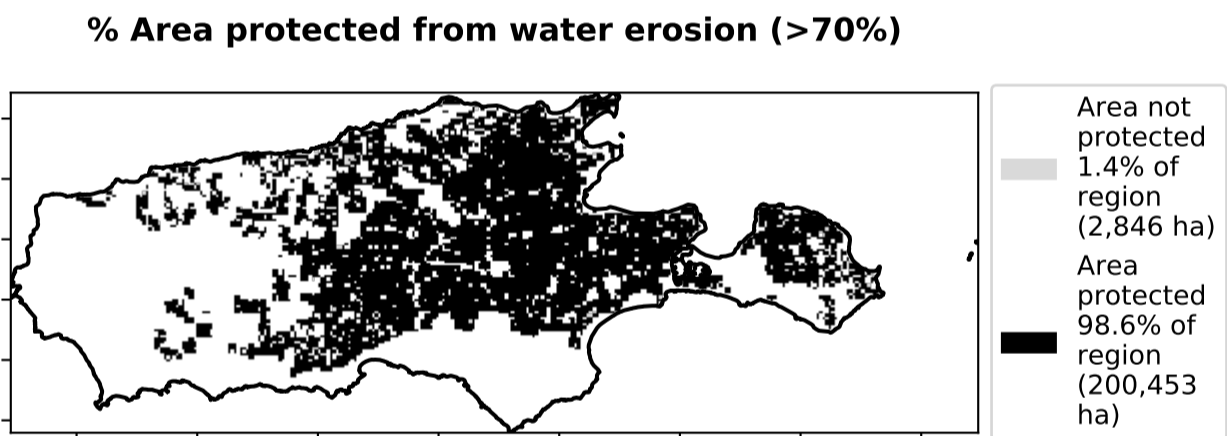 % Area protected from water erosion (>70%)
Area not
protected
1.4% of
region
(2,846 ha)
Area
protected
98.6% of
region
(200,453
ha)